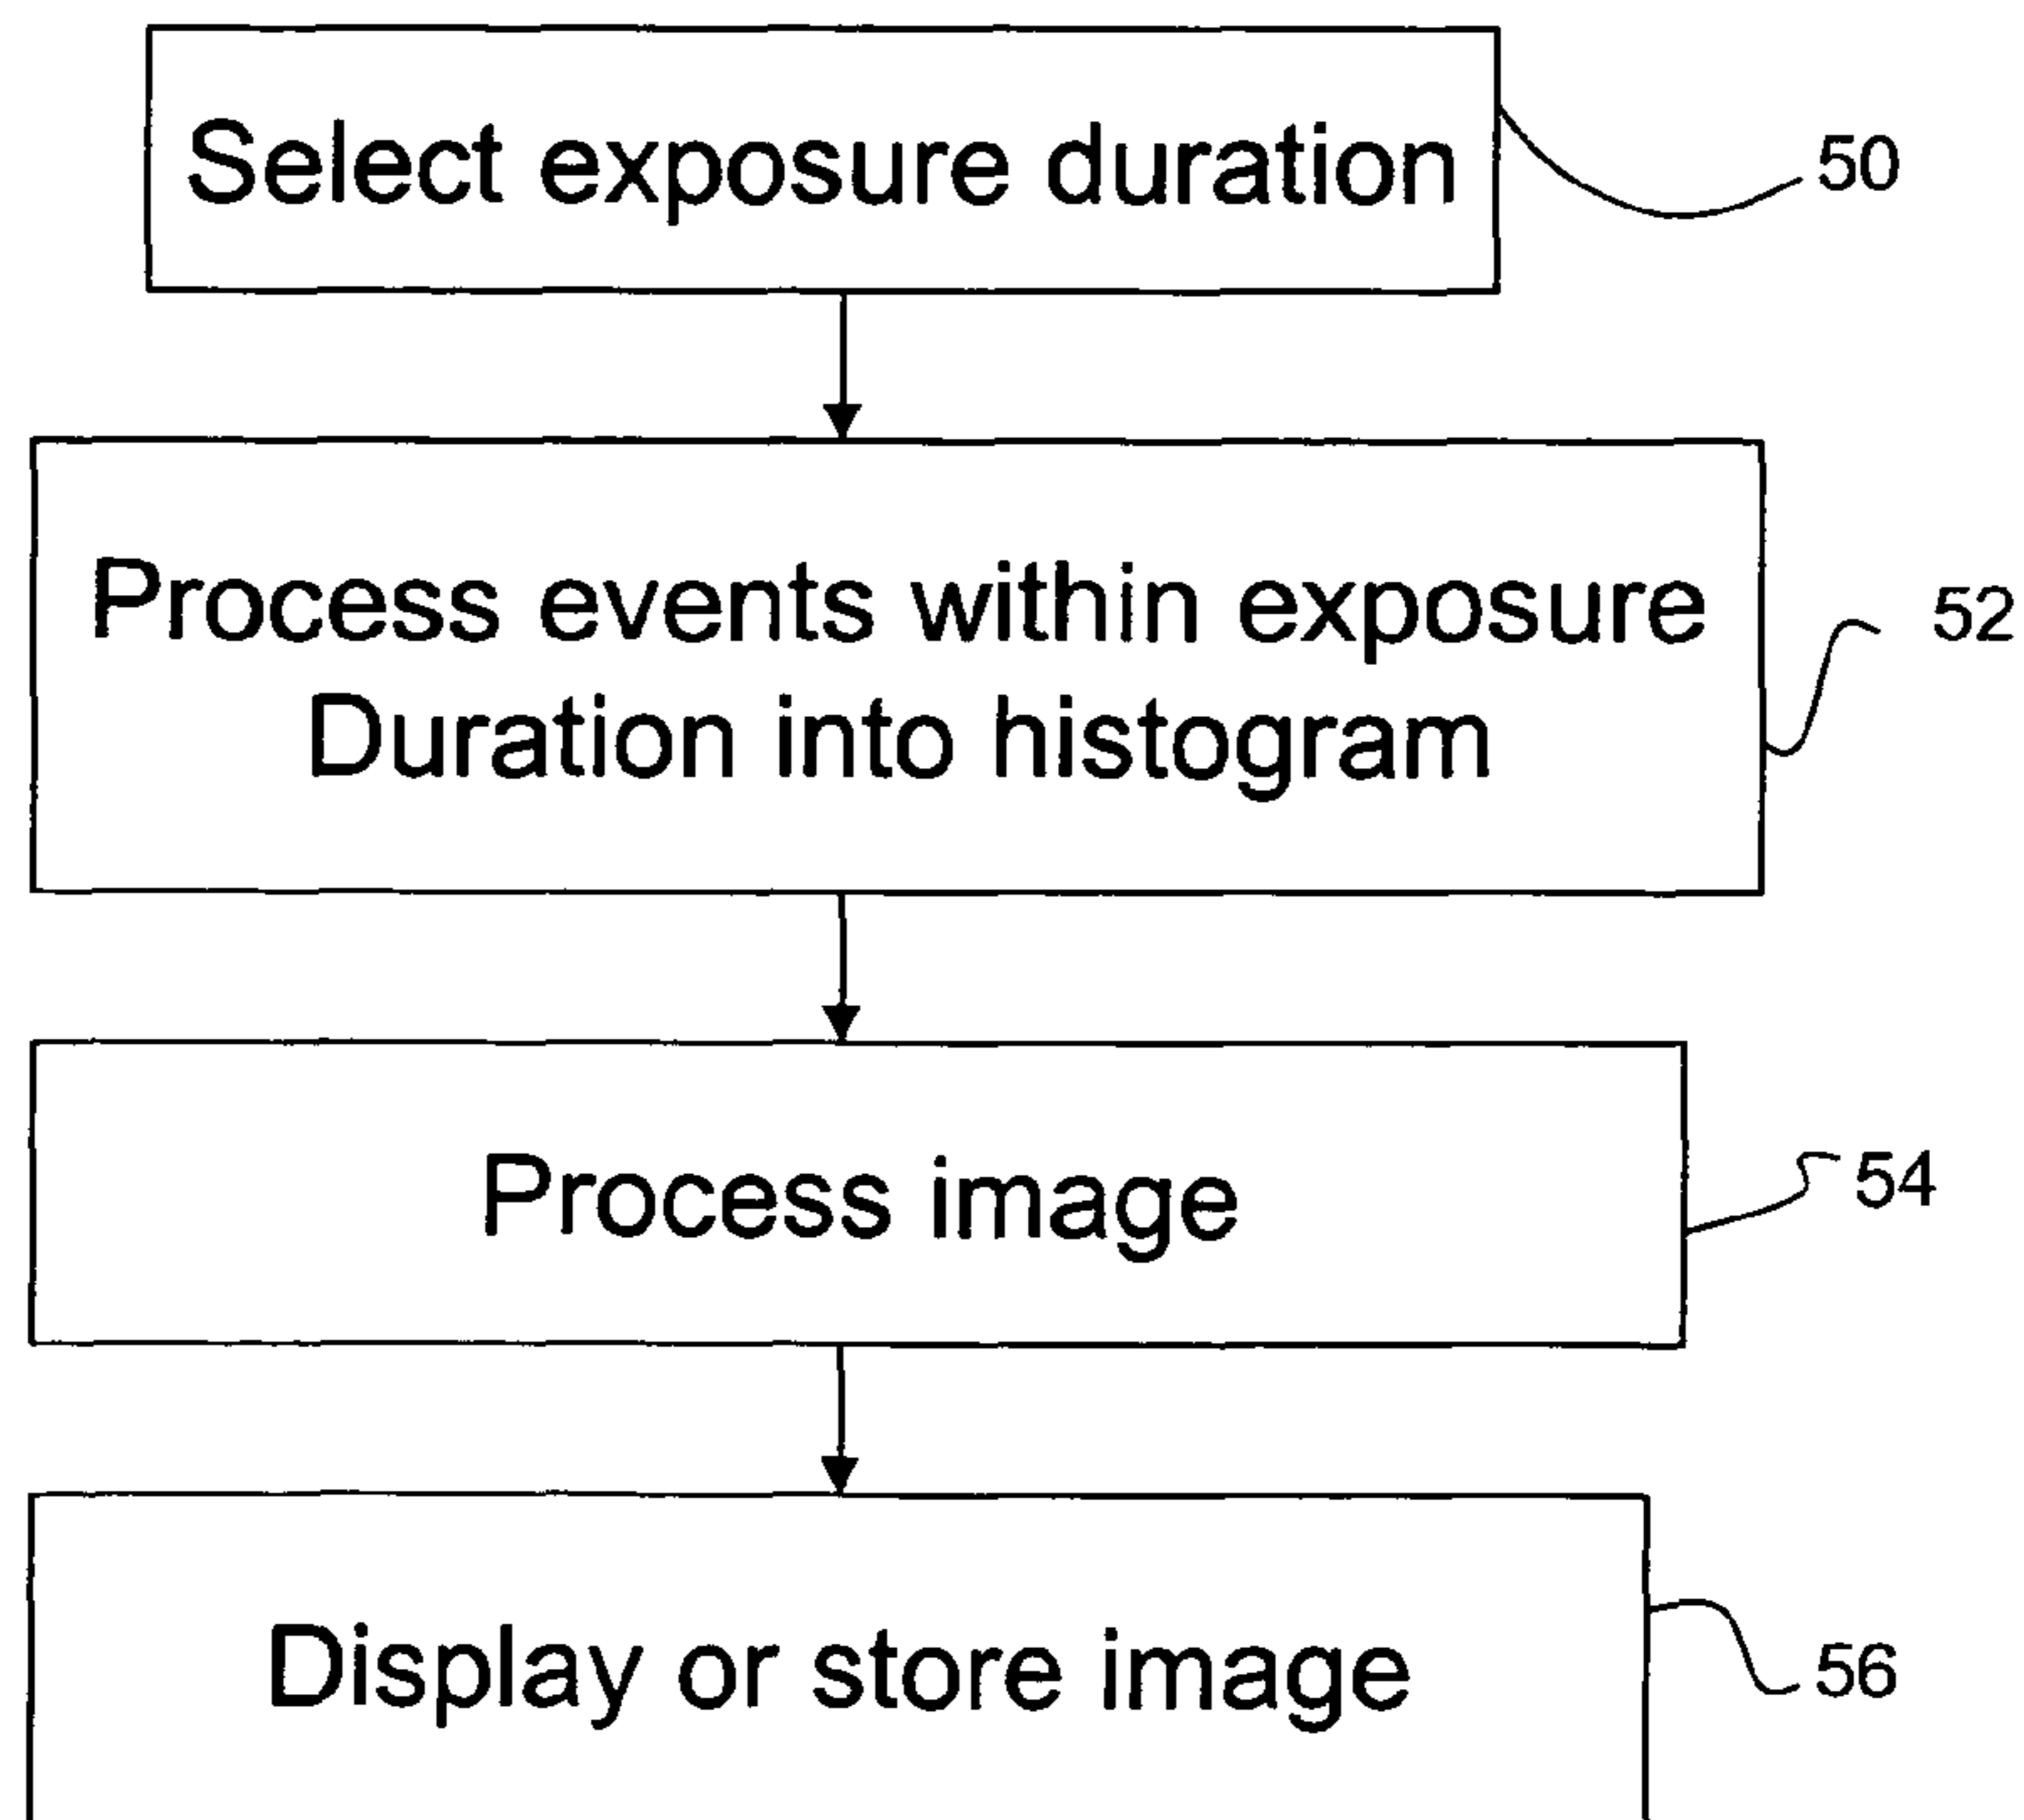 Select exposure duration
50
Process events within exposure
Duration into histogram
52
Process image
54
Display or store image
56